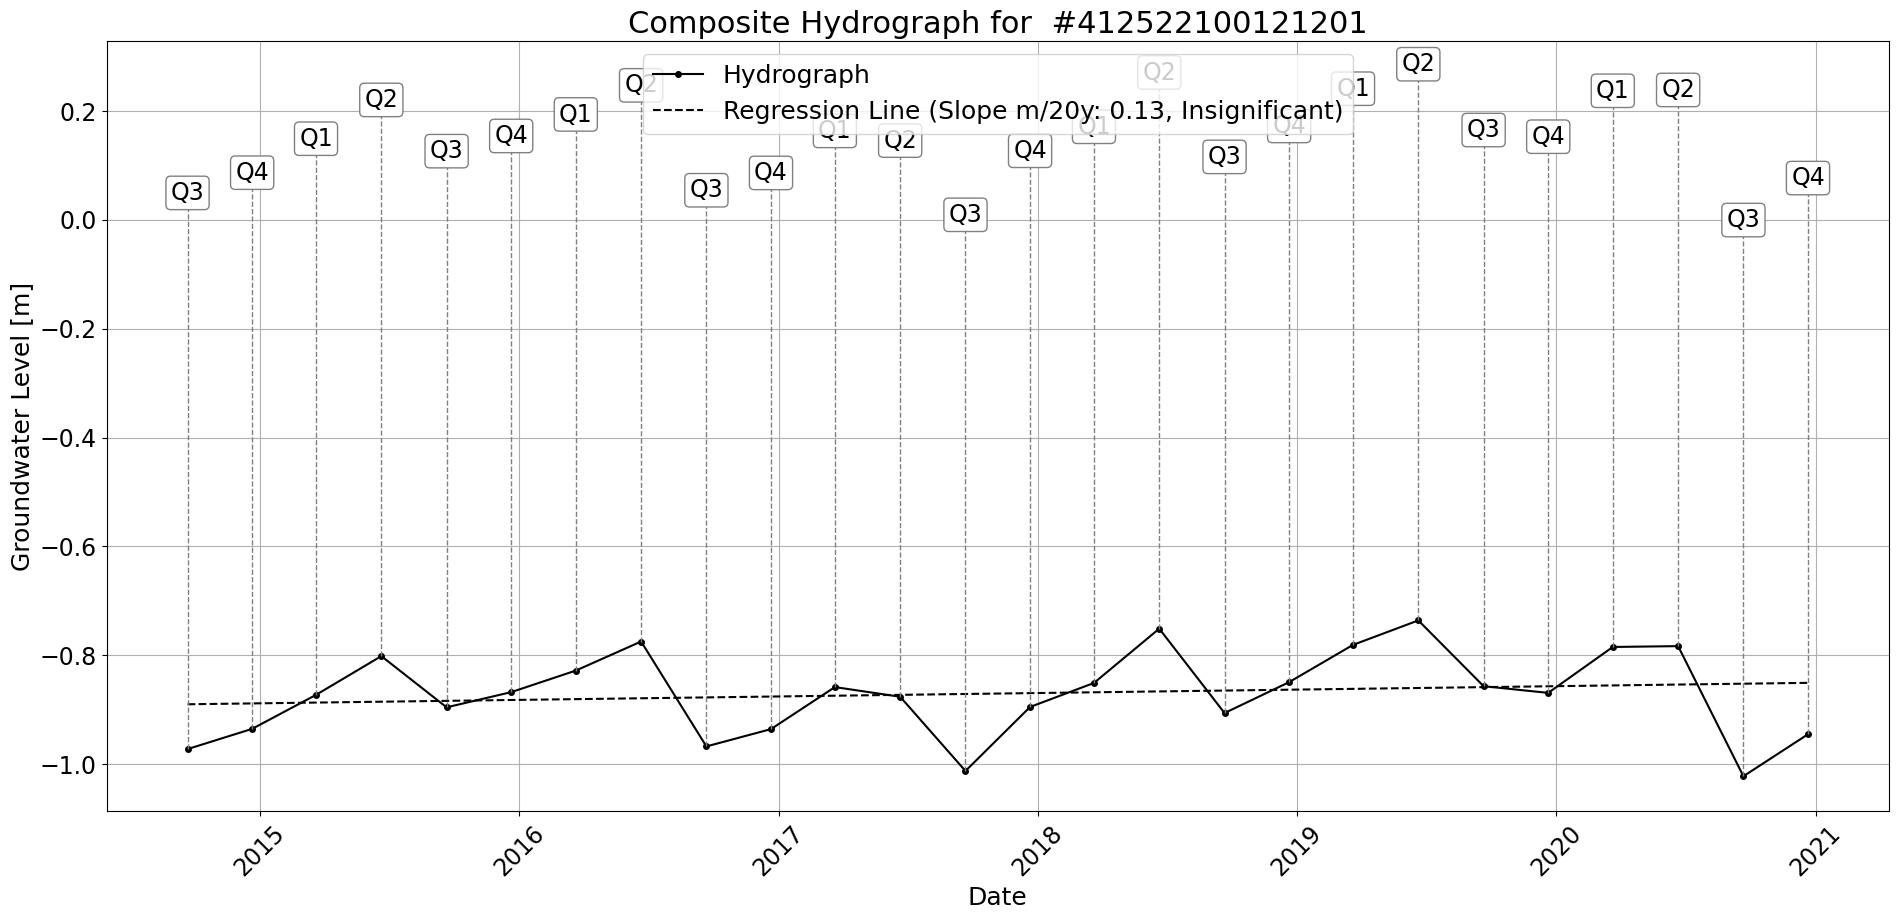 Composite Hydrograph for #412522100121201
Hydrograph
Regression Line (Slope m/20y: 0.13, Insignificant)
Q3
Q4
Q1
Q2
Q3
Q4
Q1
Q2
Q3
Q4
Q1
Q2
Q3
Q4
Q1
Q2
Q3
Q4
Q1
Q2
Q3
Q4
Q1
Q2
Q3
Q4
Groundwater Level [m]
0.2
0.0
−0.2
−0.4
−0.6
−0.8
−1.0
2015
2016
2017
2018
2019
2020
2021
Date